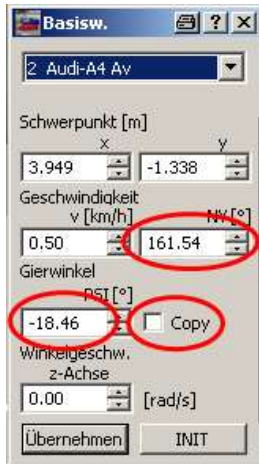 Basisw.
2 Audi-A4 Av
Schwerpunkt [m]
x y
3.949 -1.338
Geschwindigkeit
v [km/h] NY[°]
0.50 161.54
Gierwinkel
PSI[°]
-18.46 Copy
Winkelgeschw.
z-Achse
0.00 [rad/s]
Übernehmen INIT